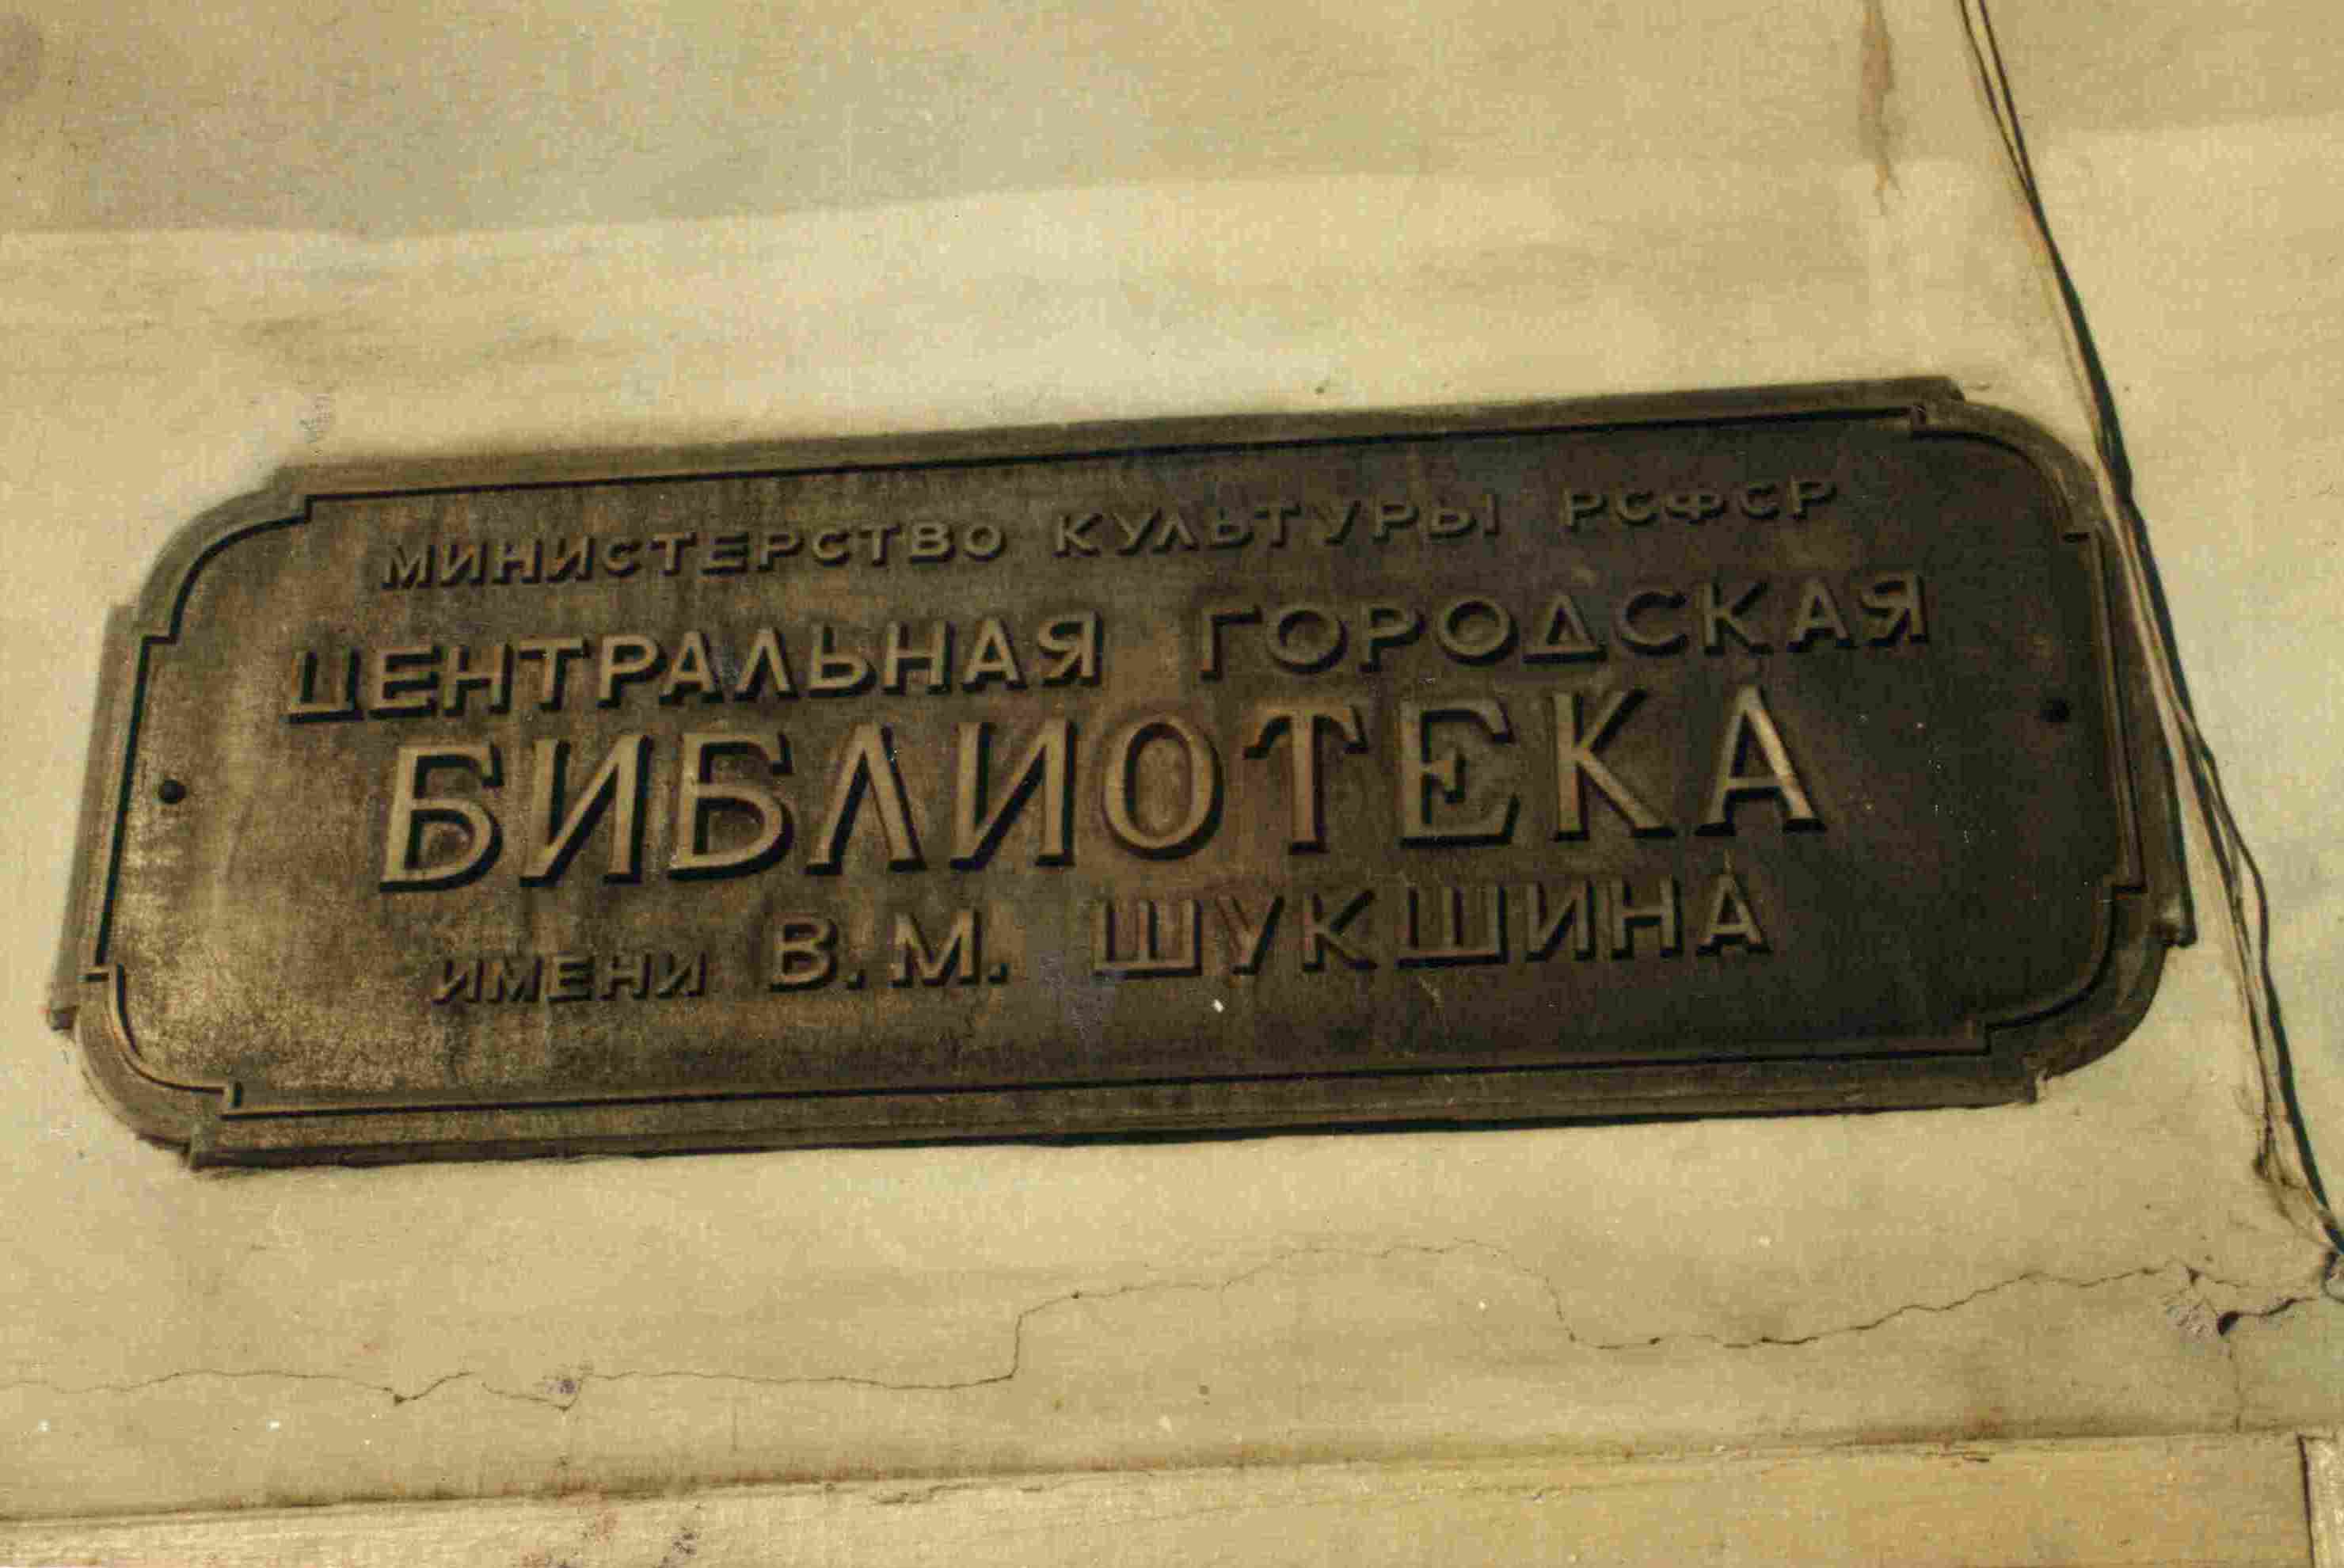 МИНИСТЕРСТВО КУЛЬТУРЫ РСФСР
ЦЕНТРАЛЬНАЯ ГОРОДСКАЯ
БИБЛИОТЕКА
ИМЕНИ В.М. ШУКШИНА